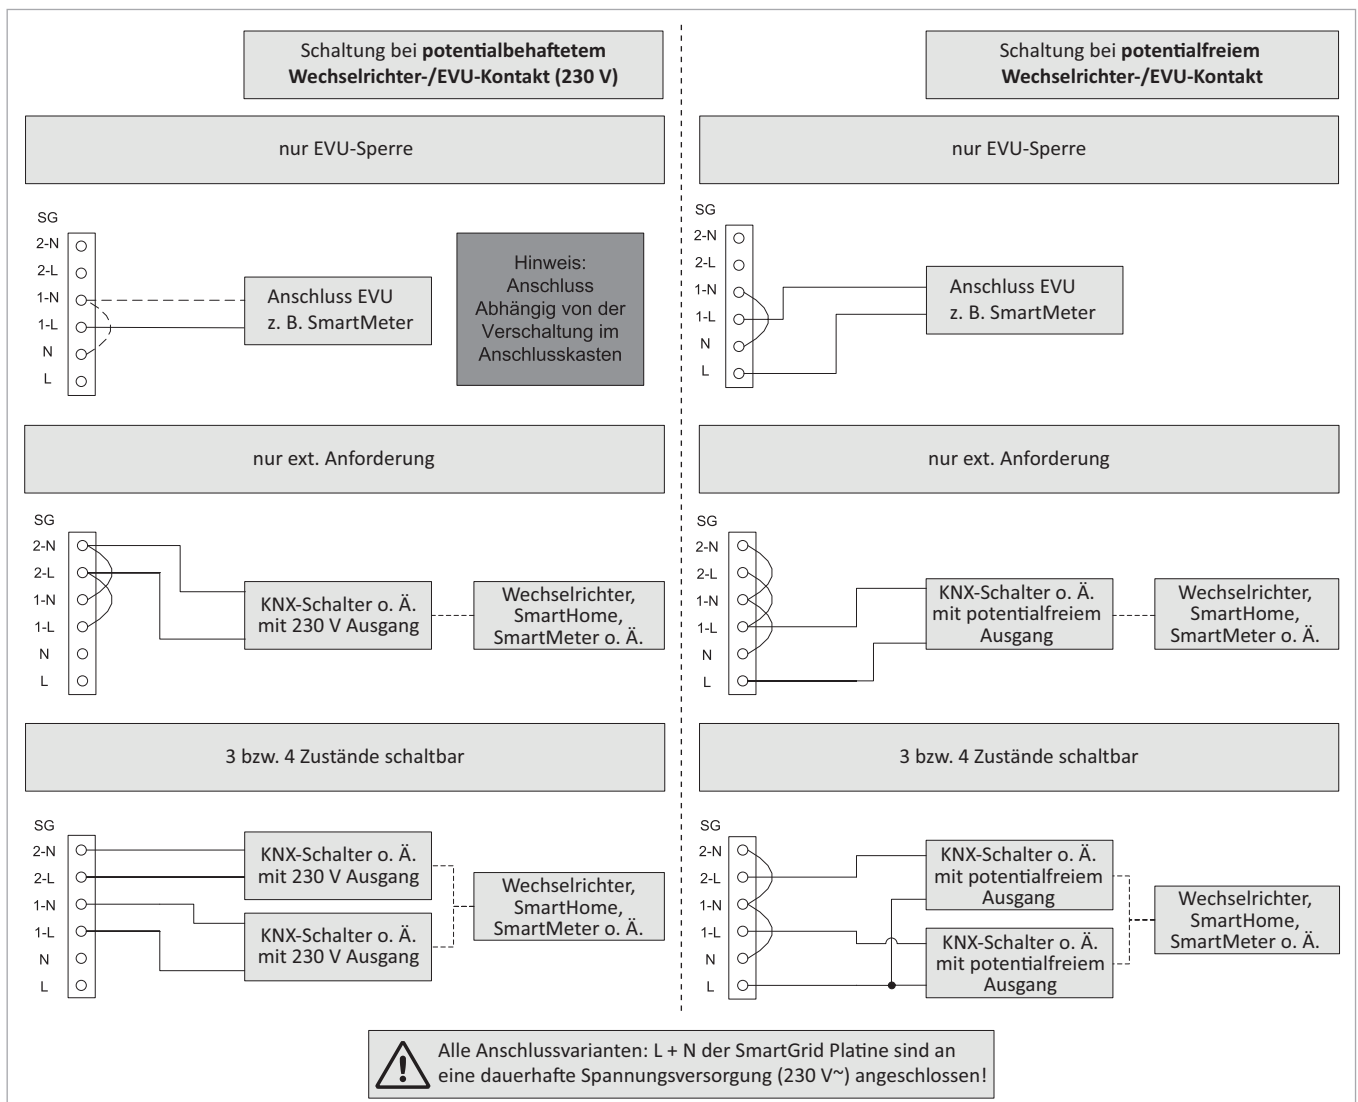 Schaltung bei potentialbehaftetem
Wechselrichter-/EVU-Kontakt (230 V)
Schaltung bei potentialfreiem
Wechselrichter-/EVU-Kontakt
nur EVU-Sperre
nur EVU-Sperre
SG
2-N
2-L
1-N
1-L
N
L
Anschluss EVU
z. B. SmartMeter
Hinweis:
Anschluss
Abhängig von der
Verschaltung im
Anschlusskasten
SG
2-N
2-L
1-N
1-L
N
L
Anschluss EVU
z. B. SmartMeter
nur ext. Anforderung
nur ext. Anforderung
SG
2-N
2-L
1-N
1-L
N
L
KNX-Schalter o. Ä.
mit 230 V Ausgang
Wechselrichter,
SmartHome,
SmartMeter o. Ä.
SG
2-N
2-L
1-N
1-L
N
L
KNX-Schalter o. Ä.
mit potentialfreiem
Ausgang
Wechselrichter,
SmartHome,
SmartMeter o. Ä.
3 bzw. 4 Zustände schaltbar
3 bzw. 4 Zustände schaltbar
SG
2-N
2-L
1-N
1-L
N
L
KNX-Schalter o. Ä.
mit 230 V Ausgang
KNX-Schalter o. Ä.
mit 230 V Ausgang
Wechselrichter,
SmartHome,
SmartMeter o. Ä.
SG
2-N
2-L
1-N
1-L
N
L
KNX-Schalter o. Ä.
mit potentialfreiem
Ausgang
KNX-Schalter o. Ä.
mit potentialfreiem
Ausgang
Wechselrichter,
SmartHome,
SmartMeter o. Ä.
Alle Anschlussvarianten: L + N der SmartGrid Platine sind an
eine dauerhafte Spannungsversorgung (230 V~) angeschlossen!